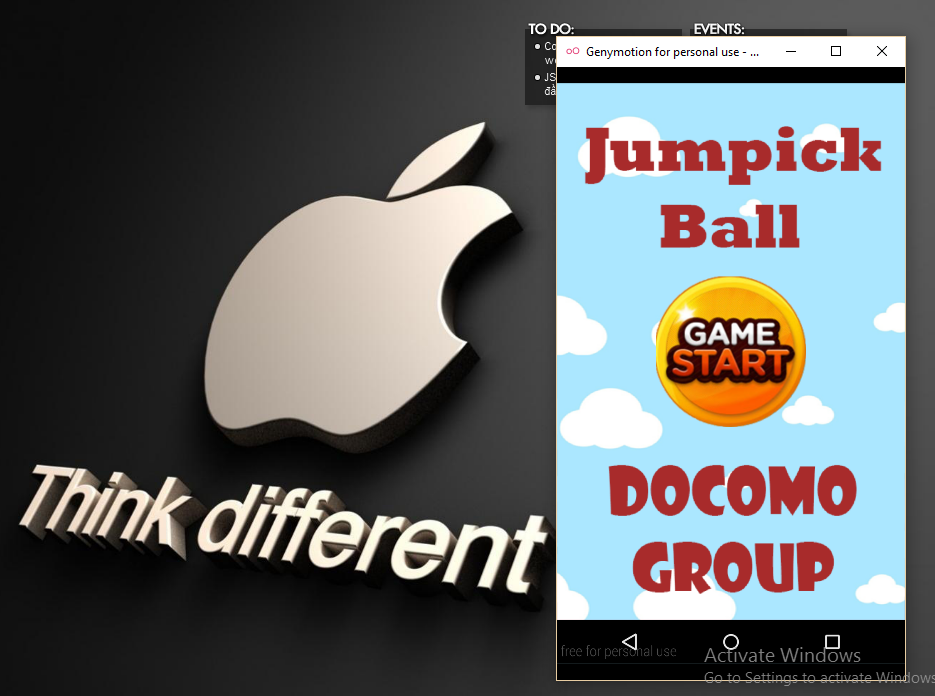 TO DO:
EVENTS:
Genymotion for personal use - ...
Jumpick
Ball
GAME
START
DOCOMO
GROUP
Think different
free for personal use
Activate Windows
Go to Settings to activate Windows